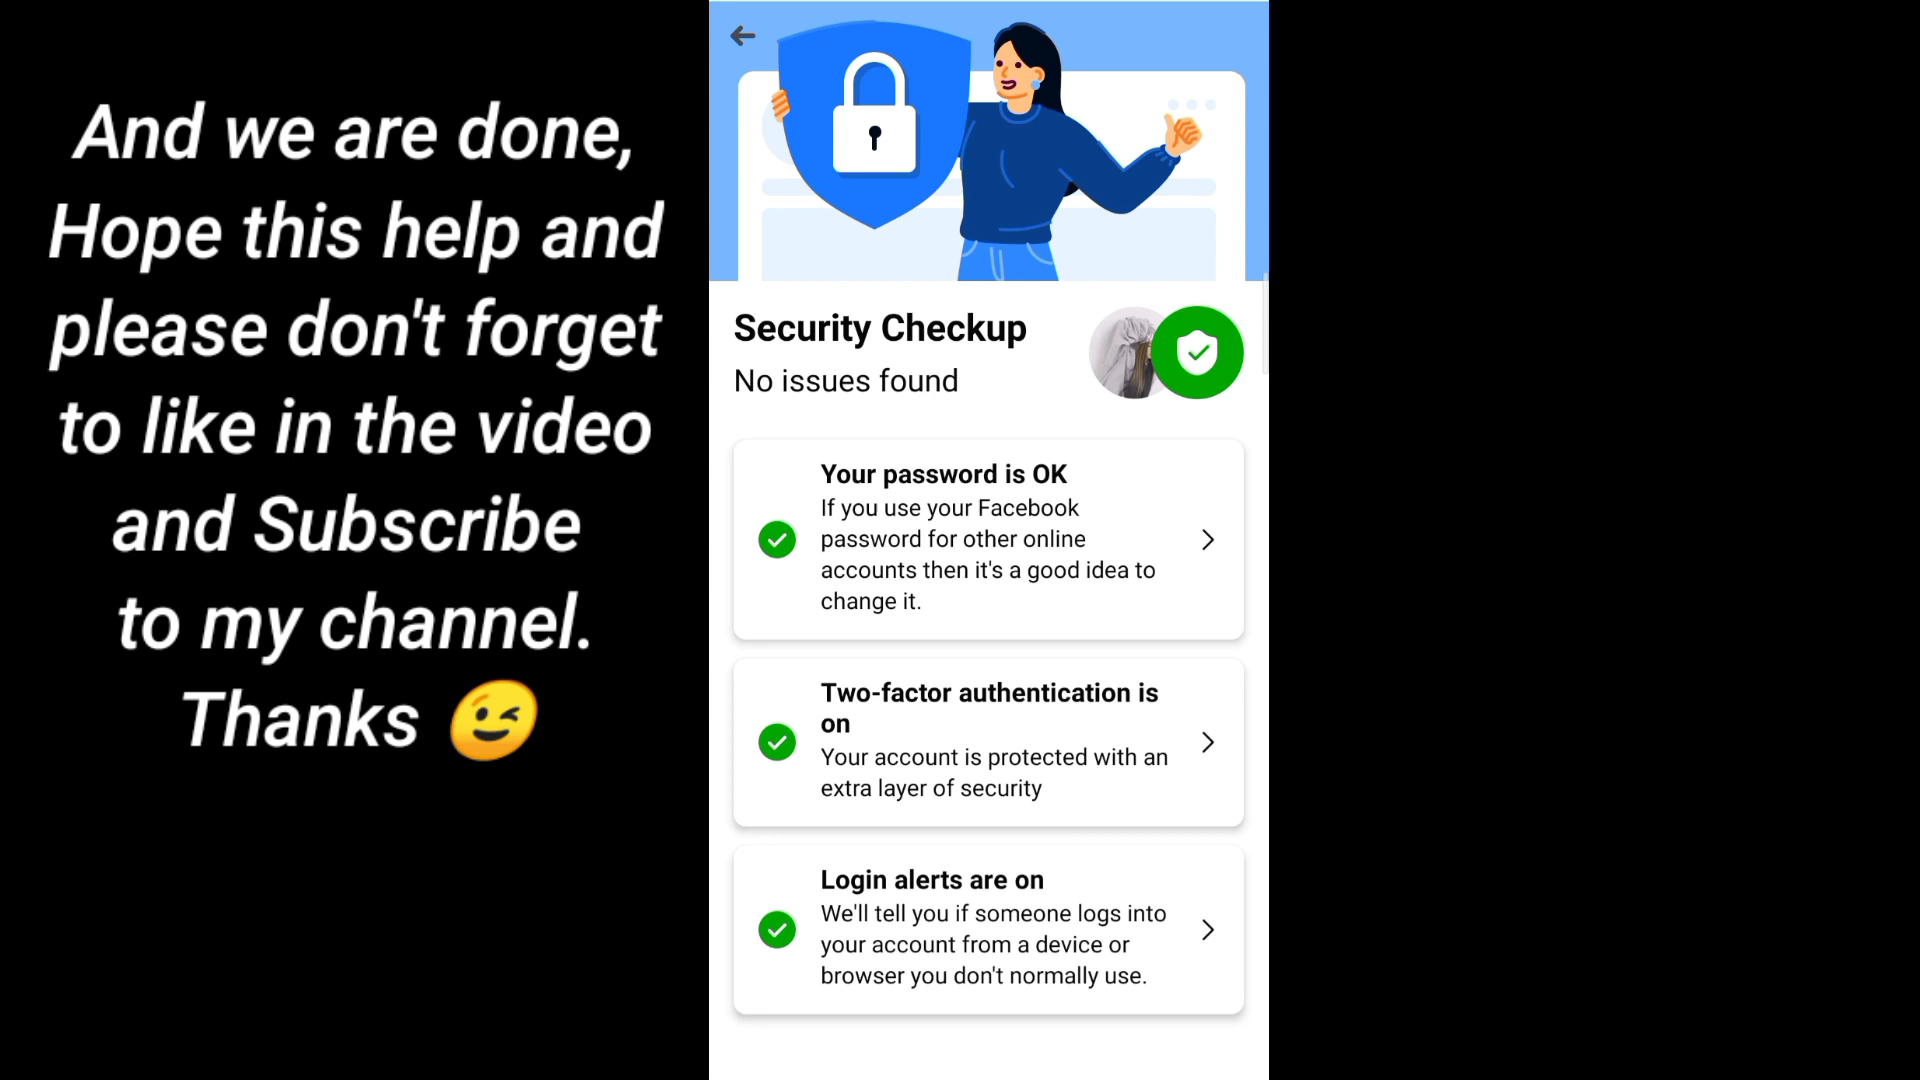 And we are done,
Hope this help and
please don't forget
to like in the video
and Subscribe
to my channel.
Thanks 😉
Security Checkup
No issues found
Your password is OK
If you use your Facebook
password for other online
accounts then it's a good idea to
change it.
Two-factor authentication is
on
Your account is protected with an
extra layer of security
Login alerts are on
We'll tell you if someone logs into
your account from a device or
browser you don't normally use.